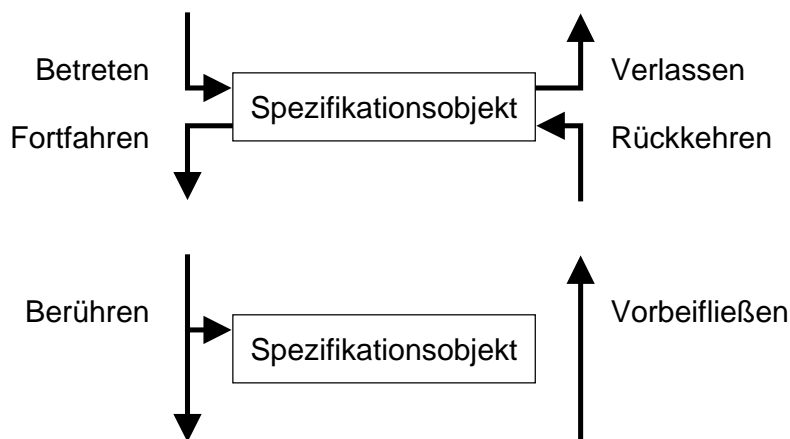 Betreten
Spezifikationsobjekt
Verlassen
Fortfahren
Rückkehren
Berühren
Spezifikationsobjekt
Vorbeifließen